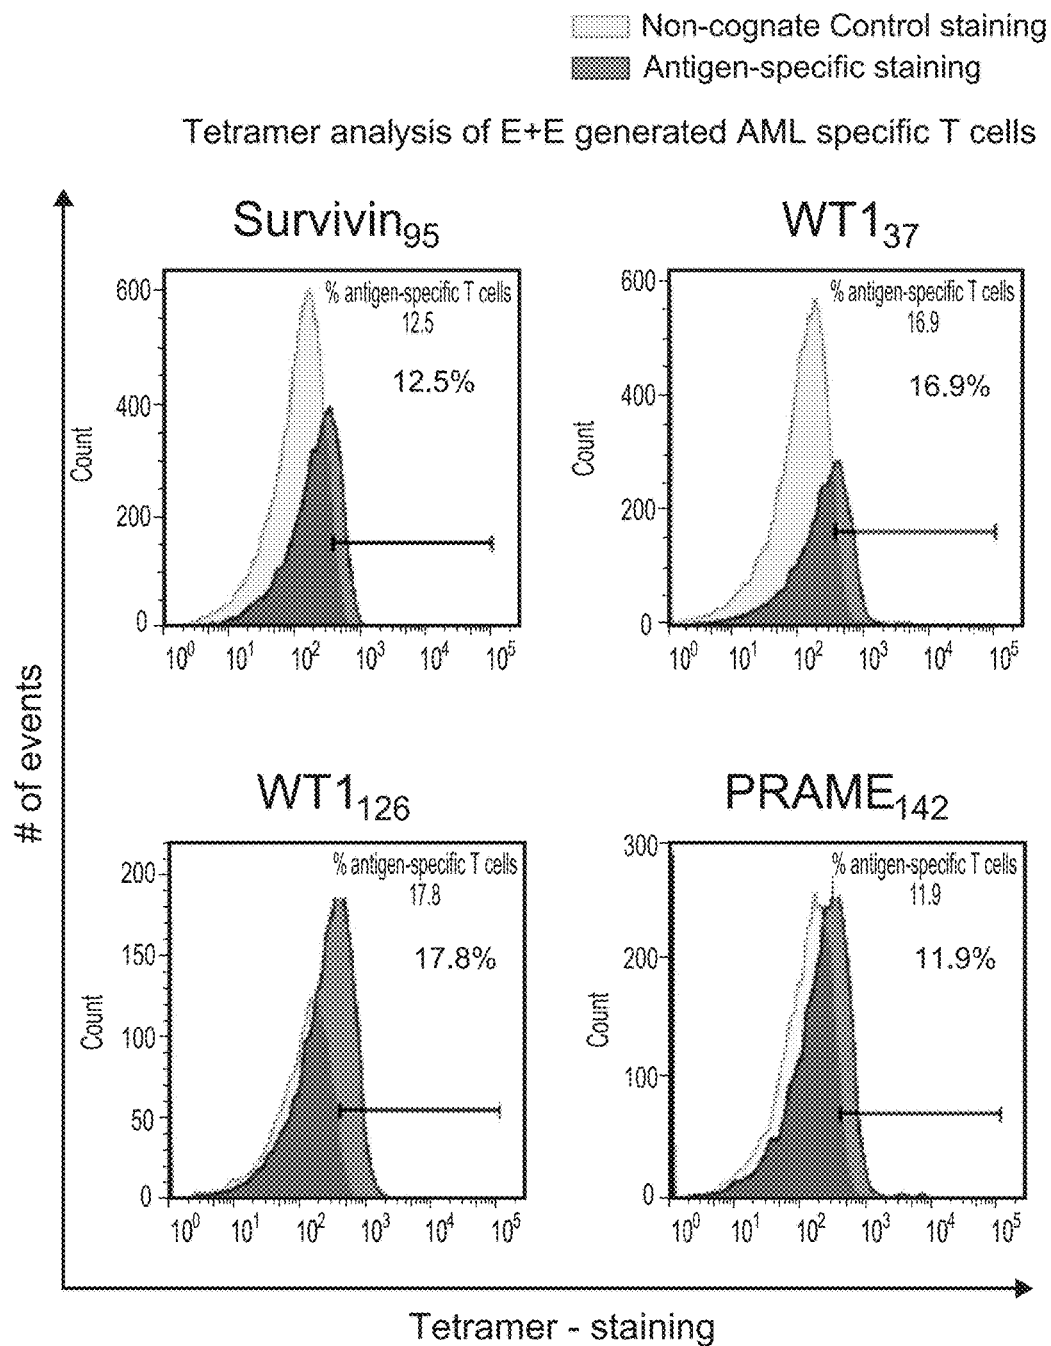 Non-cognate Control staining
Antigen-specific staining
Tetramer analysis of E+E generated AML specific T cells
# of events
Survivin95
% antigen-specific T cells
12.5
12.5%
Count
600
400
200
0
10^0 10^1 10^2 10^3 10^4 10^5
WT137
% antigen-specific T cells
16.9
16.9%
Count
600
400
200
0
10^0 10^1 10^2 10^3 10^4 10^5
WT1126
% antigen-specific T cells
17.8
17.8%
Count
200
150
100
50
0
10^0 10^1 10^2 10^3 10^4 10^5
PRAME142
% antigen-specific T cells
11.9
11.9%
Count
300
200
100
0
10^0 10^1 10^2 10^3 10^4 10^5
Tetramer - staining